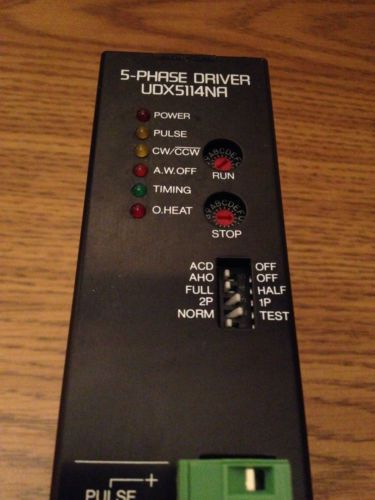 5-PHASE DRIVER
UDX5114NA
POWER
PULSE
CW/CCW
A.W.OFF
RUN
TIMING
O.HEAT
STOP
ACD OFF
AHO OFF
FULL HALF
2P 1P
NORM TEST
+
PULSE